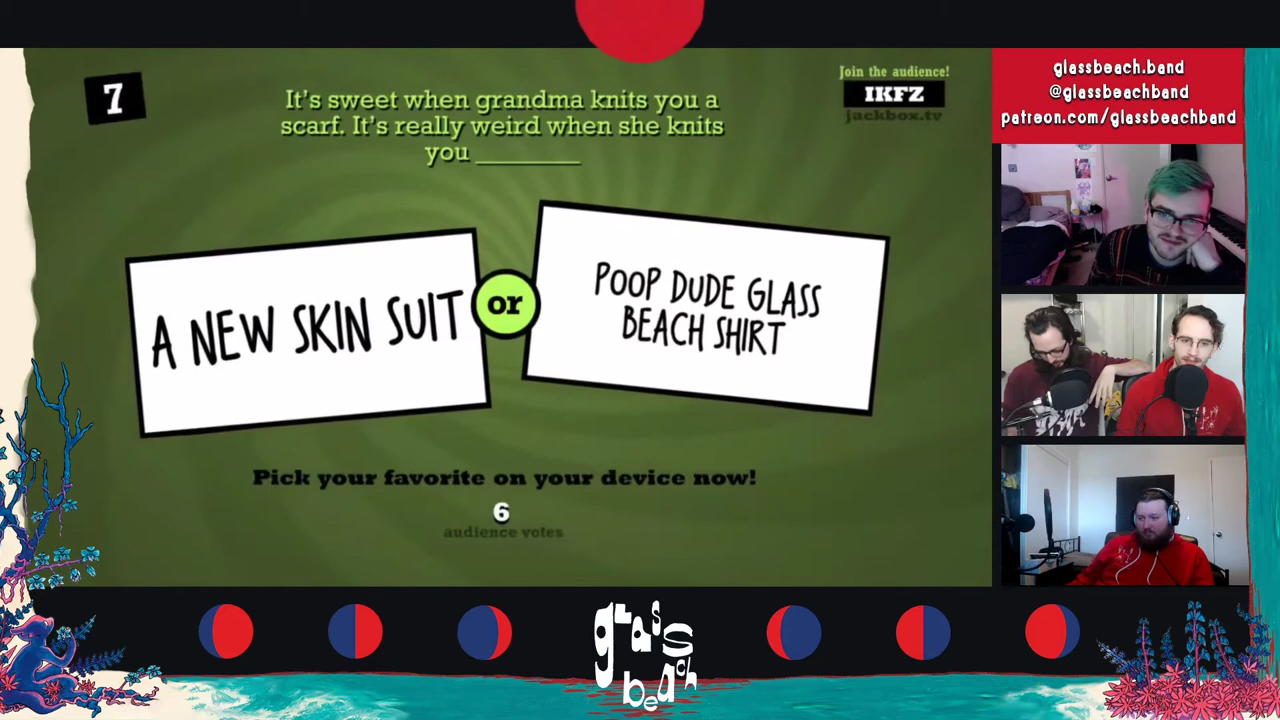 7
It's sweet when grandma knits you a
scarf. It's really weird when she knits
you ________
Join the audience!
IKFZ
jackbox.tv
A NEW SKIN SUIT
or
POOP DUDE GLASS
BEACH SHIRT
Pick your favorite on your device now!
6
audience votes
glassbeach.band
@glassbeachband
patreon.com/glassbeachband
glass
beach